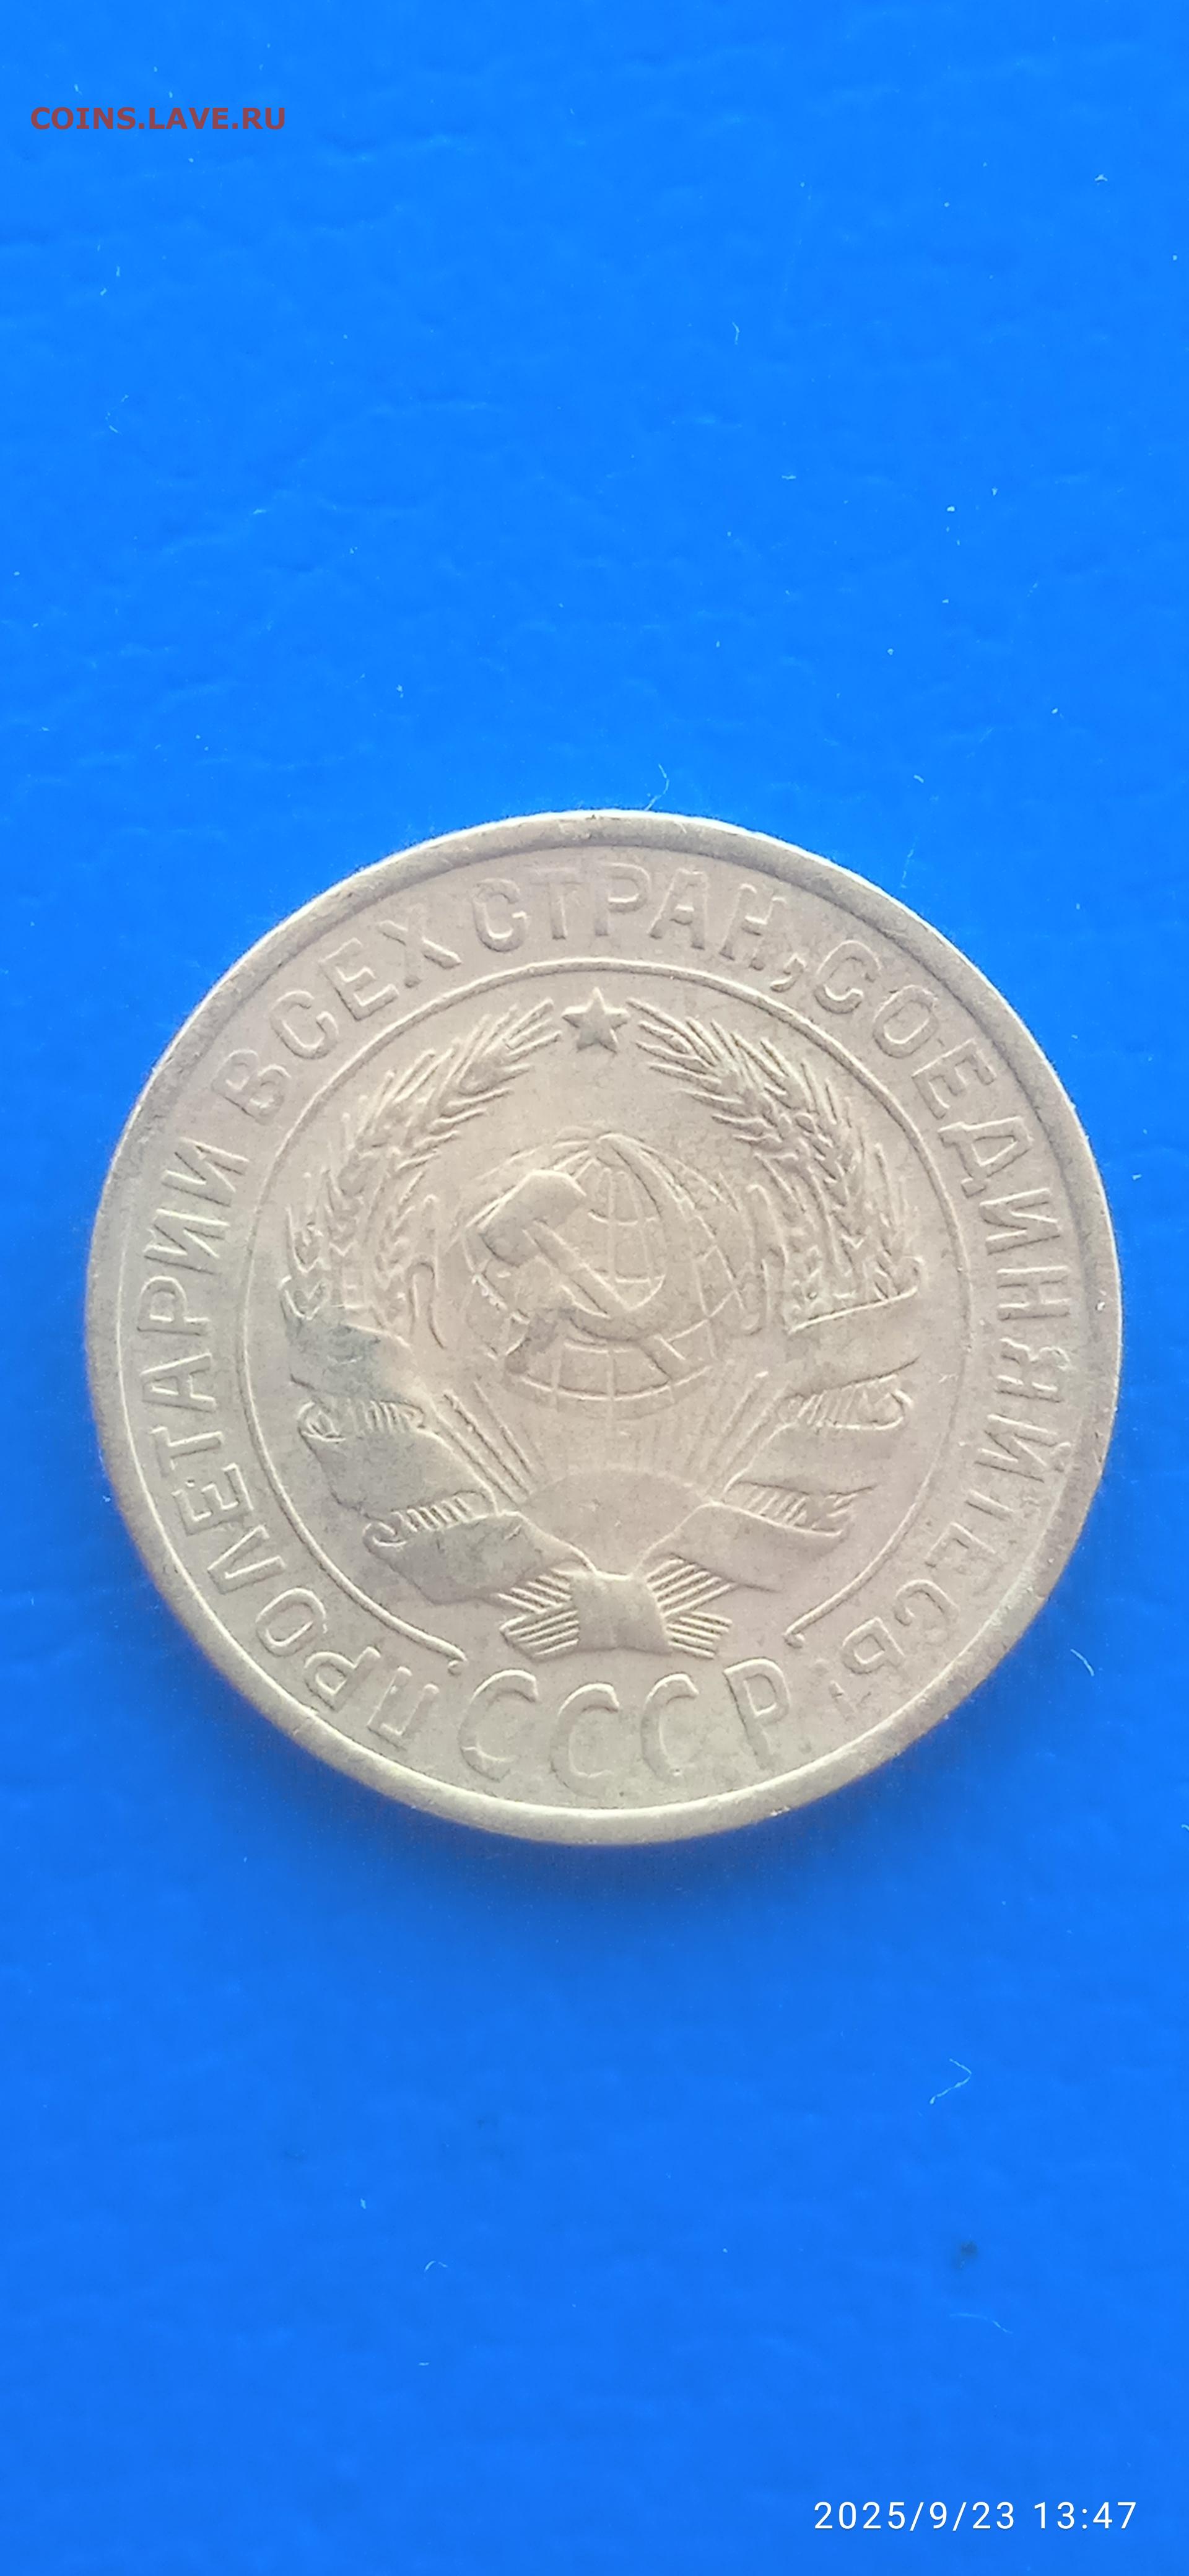 COINS.LAVE.RU
ПРОЛЕТАРИИ ВСЕХ СТРАН, СОЕДИНЯЙТЕСЬ!
СССР
2025/9/23 13:47